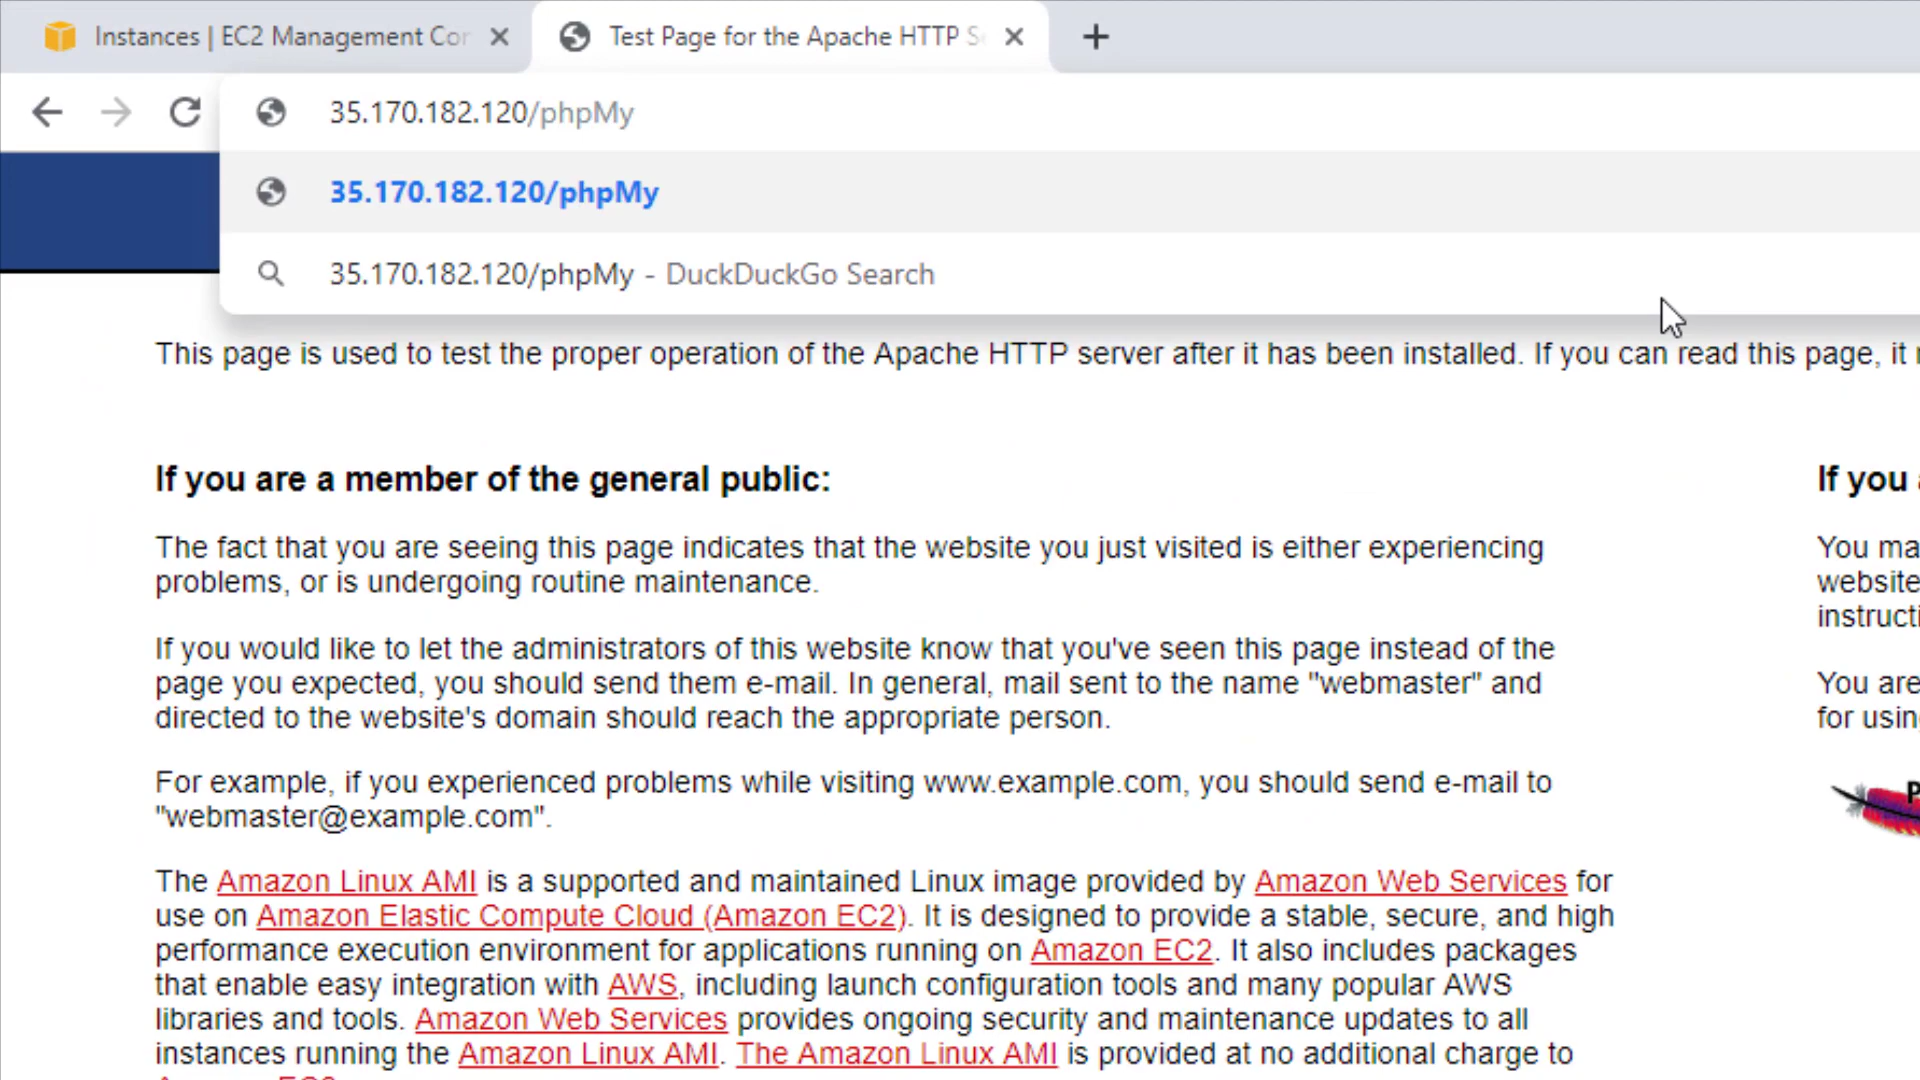 Instances | EC2 Management Cor
Test Page for the Apache HTTP S
35.170.182.120/phpMy
35.170.182.120/phpMy
35.170.182.120/phpMy - DuckDuckGo Search
This page is used to test the proper operation of the Apache HTTP server after it has been installed. If you can read this page, it
If you are a member of the general public:
The fact that you are seeing this page indicates that the website you just visited is either experiencing
problems, or is undergoing routine maintenance.
If you would like to let the administrators of this website know that you've seen this page instead of the
page you expected, you should send them e-mail. In general, mail sent to the name "webmaster" and
directed to the website's domain should reach the appropriate person.
For example, if you experienced problems while visiting www.example.com, you should send e-mail to
"webmaster@example.com".
The Amazon Linux AMI is a supported and maintained Linux image provided by Amazon Web Services for
use on Amazon Elastic Compute Cloud (Amazon EC2). It is designed to provide a stable, secure, and high
performance execution environment for applications running on Amazon EC2. It also includes packages
that enable easy integration with AWS, including launch configuration tools and many popular AWS
libraries and tools. Amazon Web Services provides ongoing security and maintenance updates to all
instances running the Amazon Linux AMI. The Amazon Linux AMI is provided at no additional charge to
If you
You ma
website
instructi
You are
for using
P